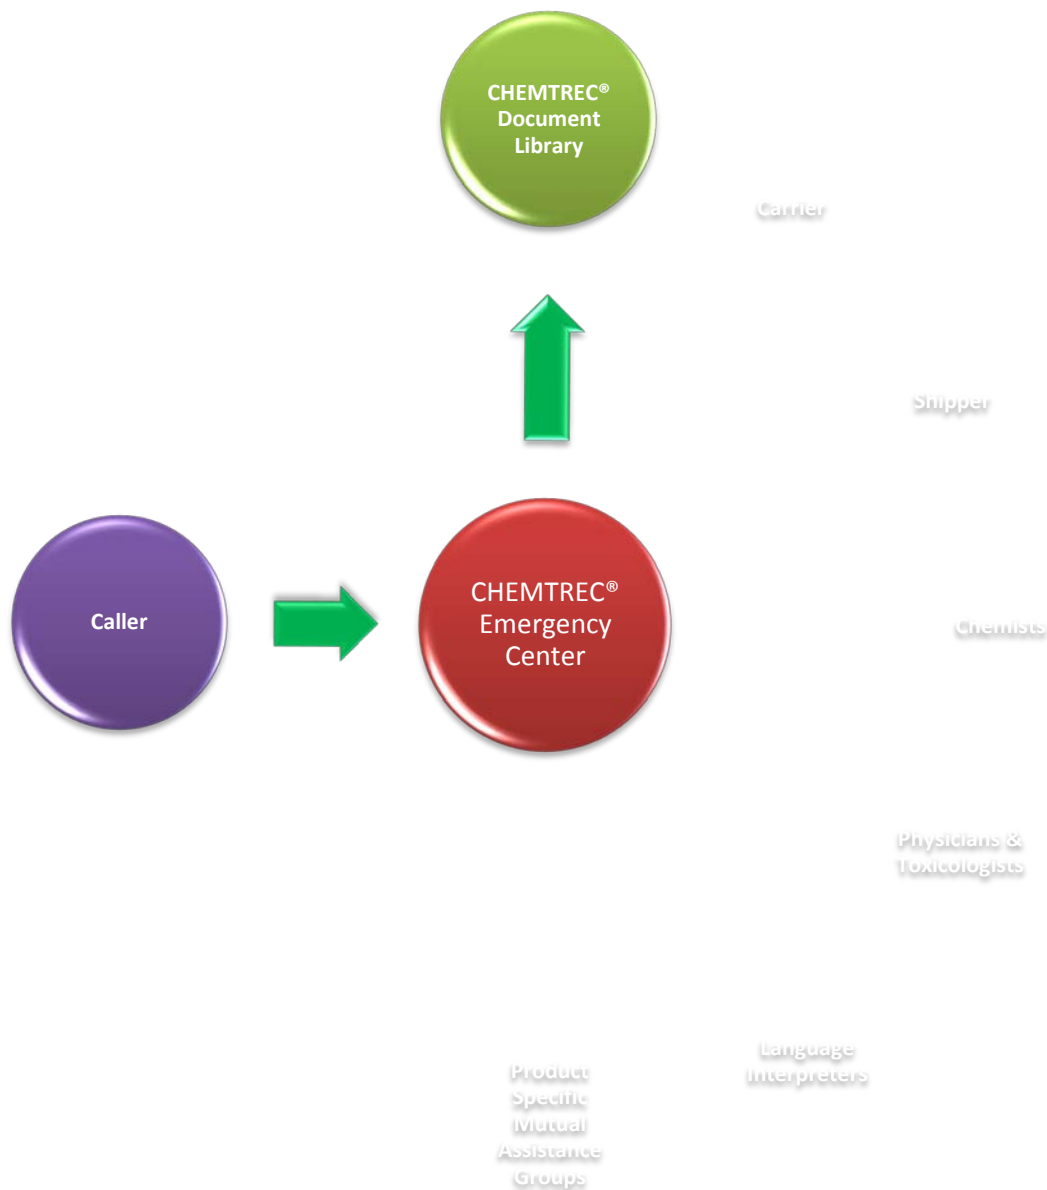 CHEMTREC®
Document
Library
Carrier
Shipper
Caller
CHEMTREC®
Emergency
Center
Chemists
Physicians &
Toxicologists
Language
Interpreters
Product
Specific
Mutual
Assistance
Groups